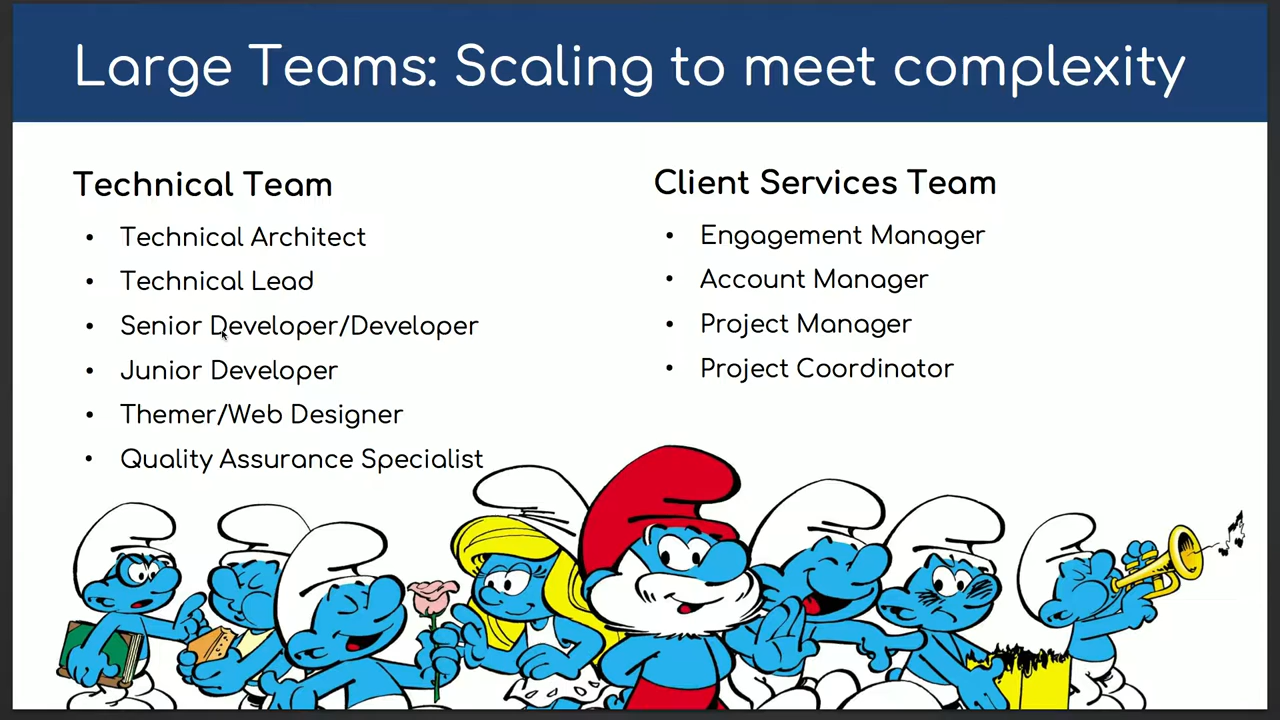 Large Teams: Scaling to meet complexity
Technical Team
• Technical Architect
• Technical Lead
• Senior Developer/Developer
• Junior Developer
• Themer/Web Designer
• Quality Assurance Specialist
Client Services Team
• Engagement Manager
• Account Manager
• Project Manager
• Project Coordinator